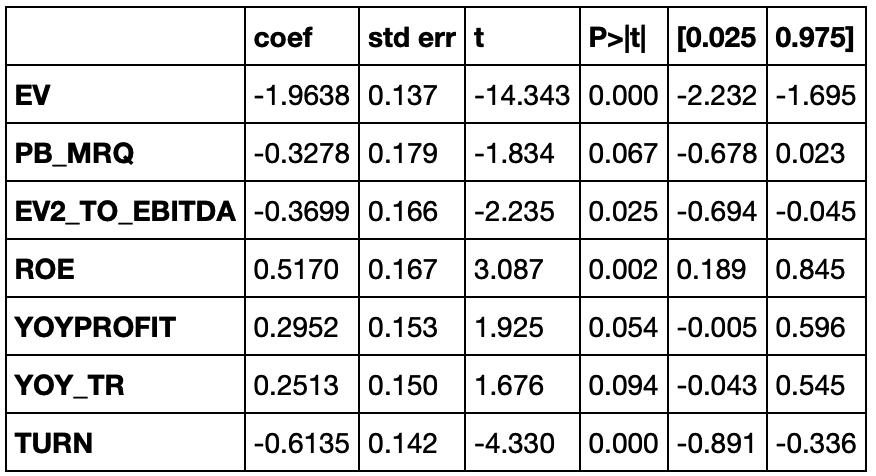 coef std err t P>|t| [0.025 0.975]
EV -1.9638 0.137 -14.343 0.000 -2.232 -1.695
PB_MRQ -0.3278 0.179 -1.834 0.067 -0.678 0.023
EV2_TO_EBITDA -0.3699 0.166 -2.235 0.025 -0.694 -0.045
ROE 0.5170 0.167 3.087 0.002 0.189 0.845
YOYPROFIT 0.2952 0.153 1.925 0.054 -0.005 0.596
YOY_TR 0.2513 0.150 1.676 0.094 -0.043 0.545
TURN -0.6135 0.142 -4.330 0.000 -0.891 -0.336